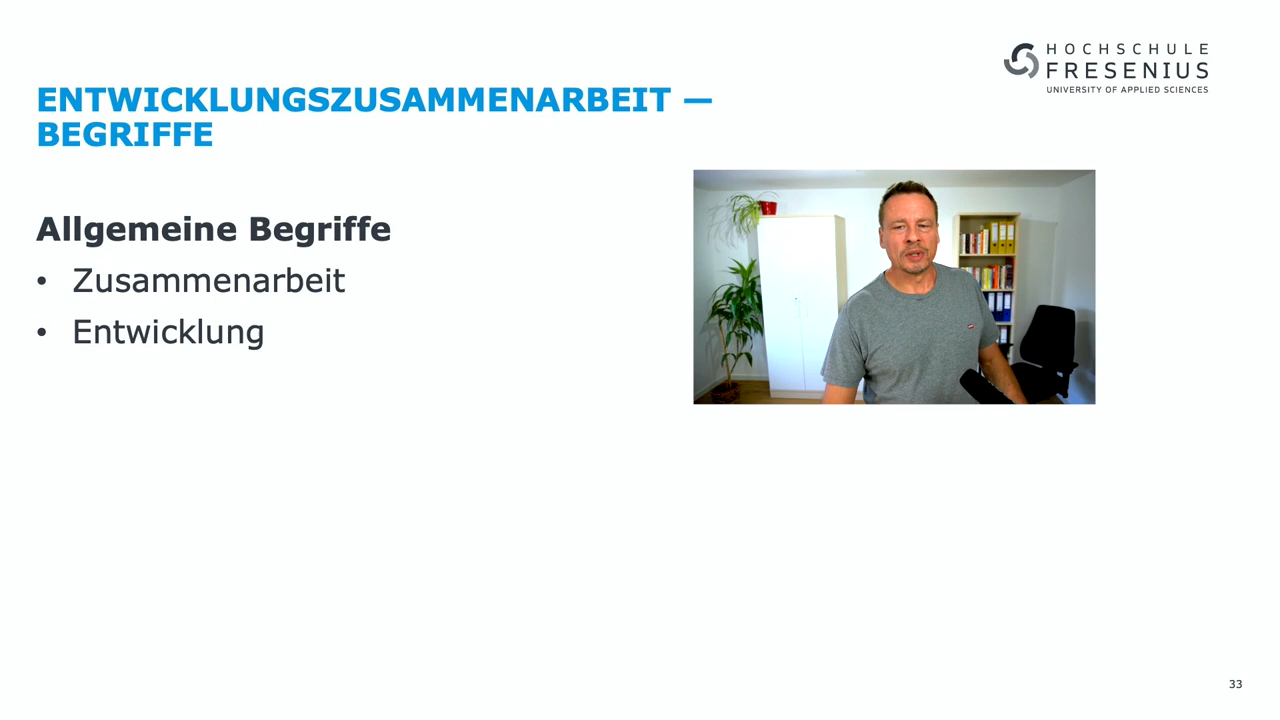 HOCHSCHULE
FRESENIUS
UNIVERSITY OF APPLIED SCIENCES
ENTWICKLUNGSZUSAMMENARBEIT —
BEGRIFFE
Allgemeine Begriffe
• Zusammenarbeit
• Entwicklung
33